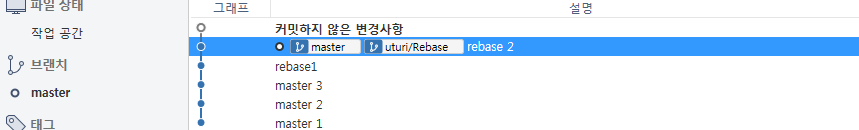 파일 상태
그래프
설명
작업 공간
커밋하지 않은 변경사항
master uturi/Rebase rebase 2
브랜치
rebase1
master
master 3
master 2
태그
master 1